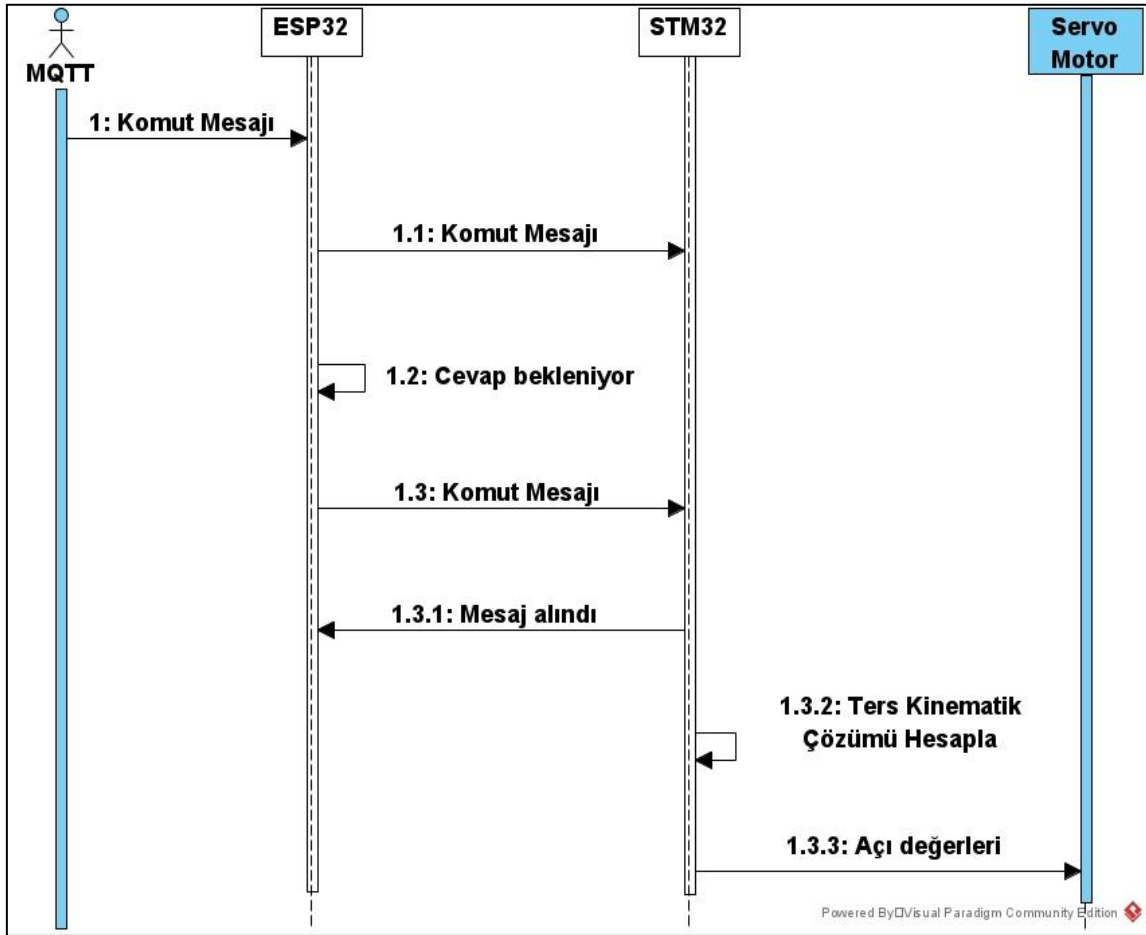 MQTT
ESP32
STM32
Servo
Motor
1: Komut Mesajı
1.1: Komut Mesajı
1.2: Cevap bekleniyor
1.3: Komut Mesajı
1.3.1: Mesaj alındı
1.3.2: Ters Kinematik
Çözümü Hesapla
1.3.3: Açı değerleri
Powered By□Visual Paradigm Community Edition